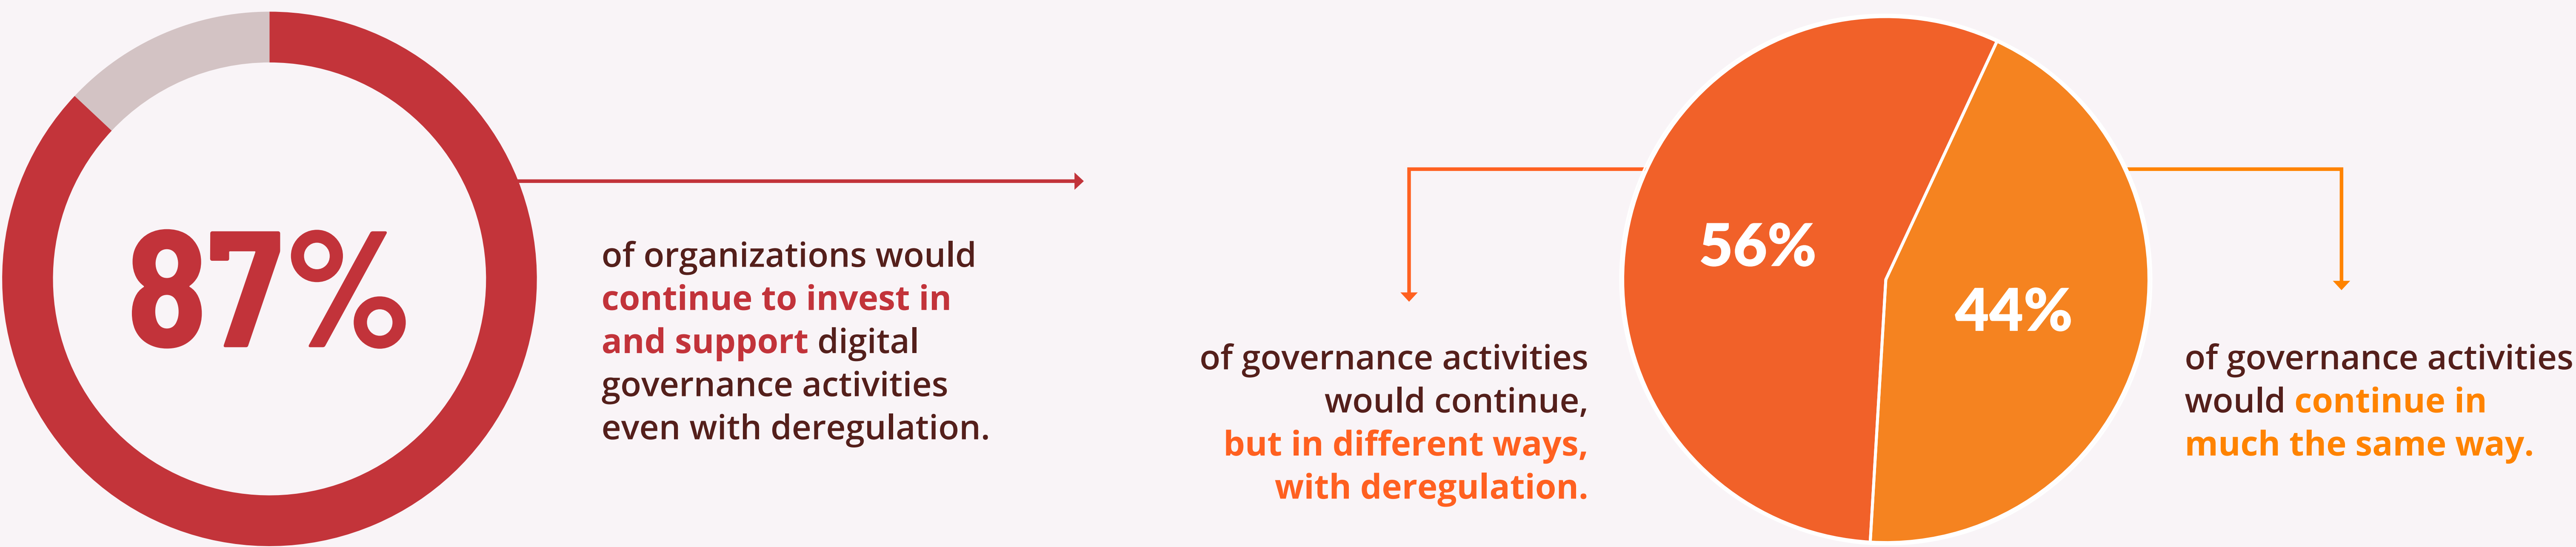 87%
of organizations would
continue to invest in
and support digital
governance activities
even with deregulation.
of governance activities
would continue,
but in different ways,
with deregulation.
56%
44%
of governance activities
would continue in
much the same way.